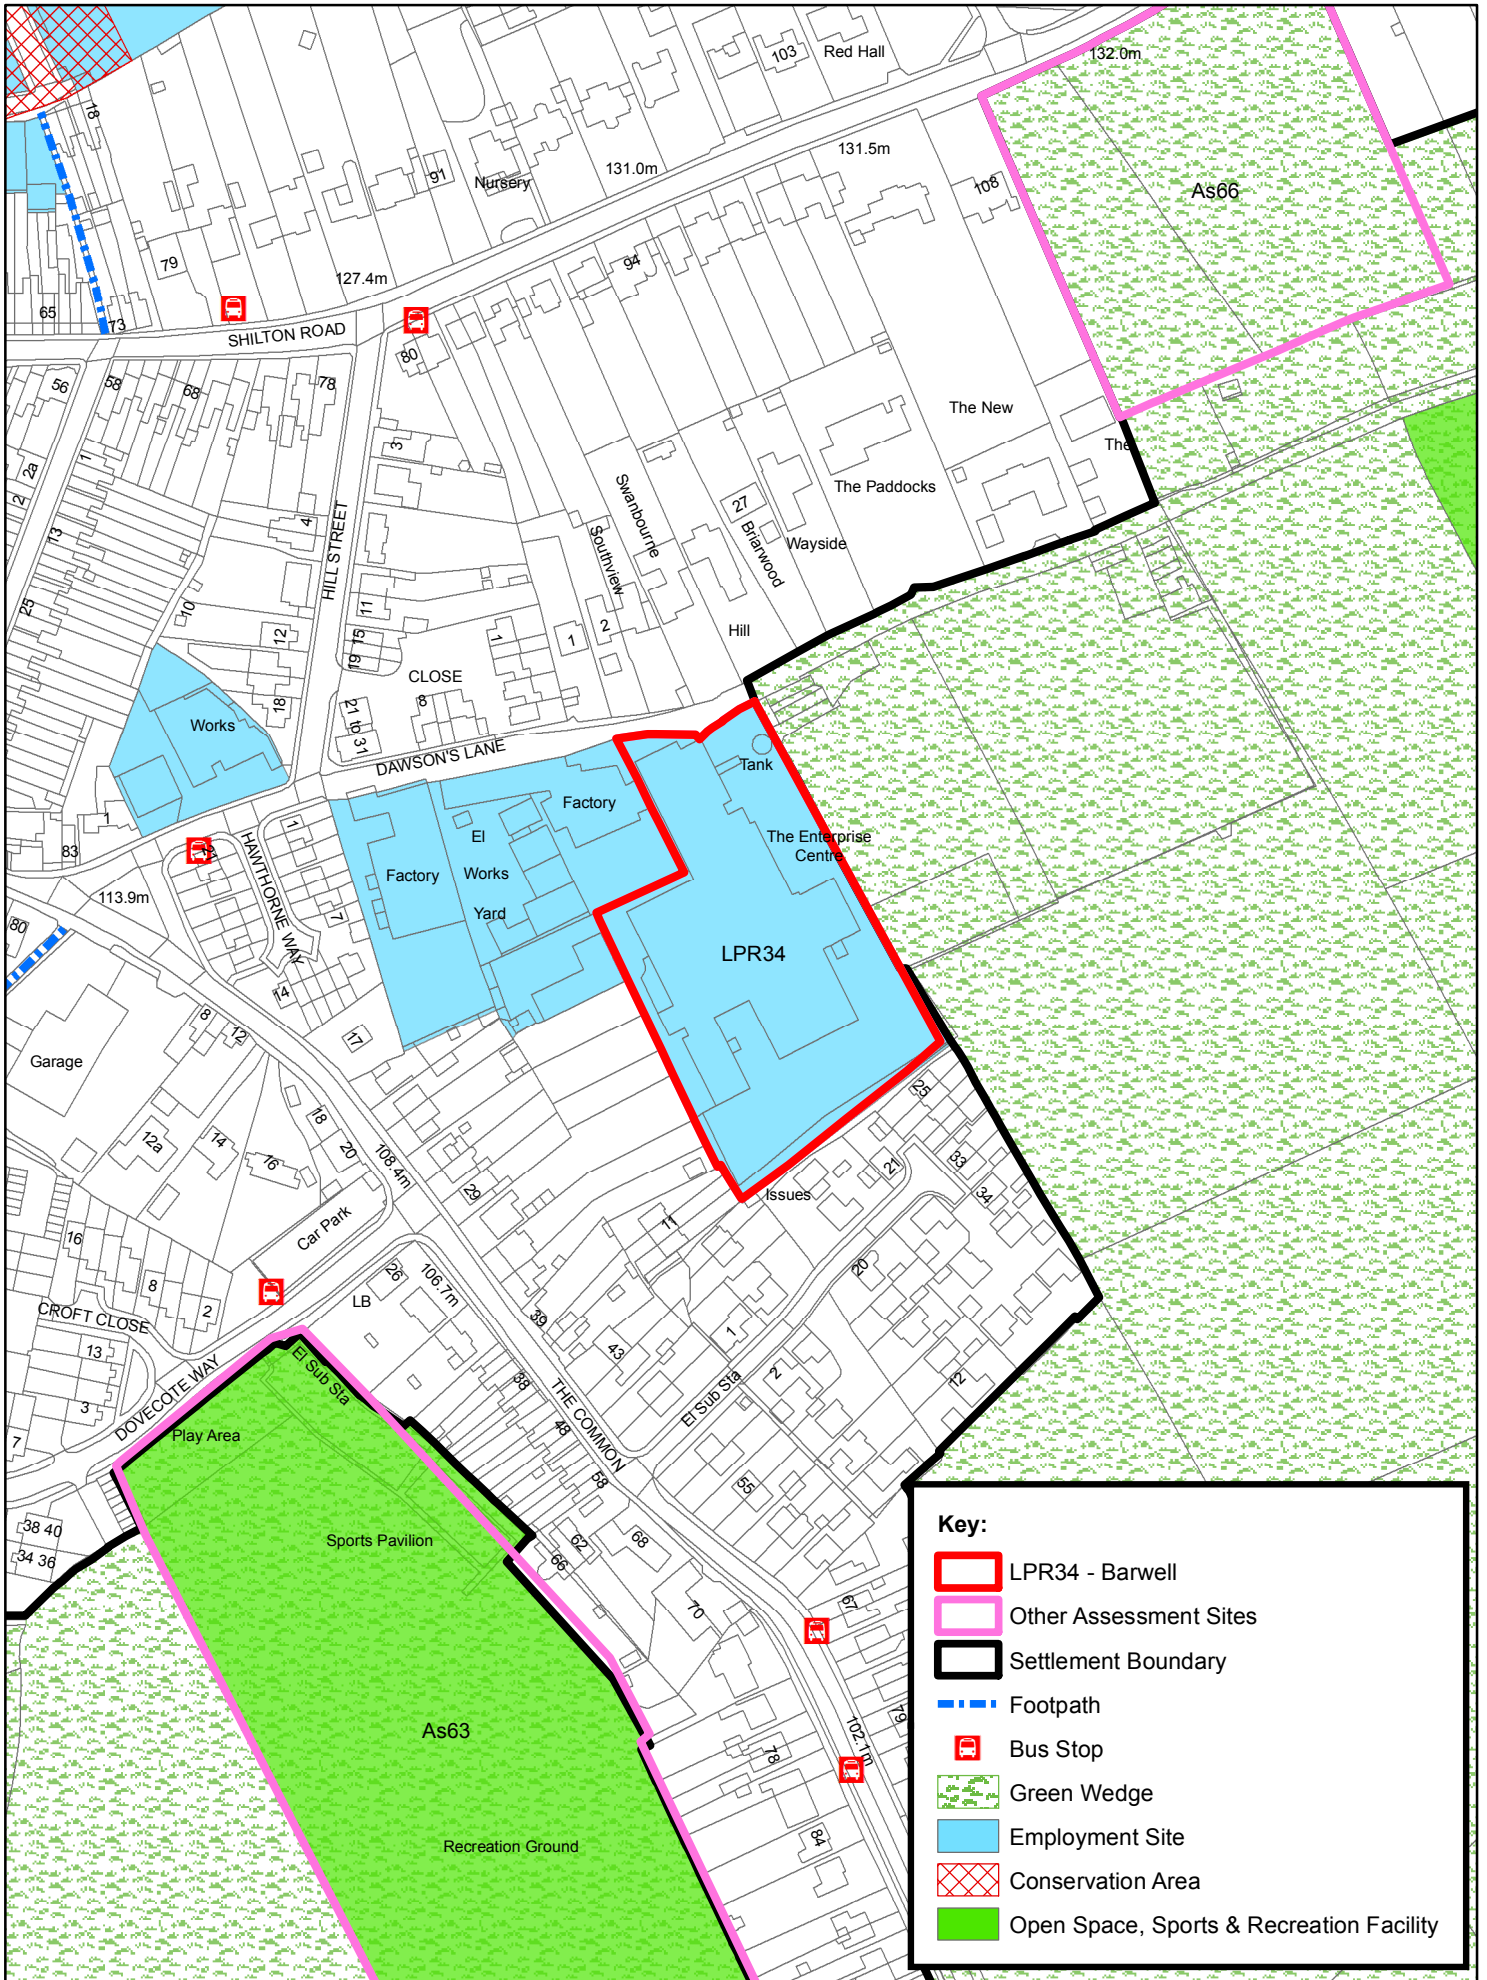 103
Red Hall
132.0m
18
131.5m
131.0m
91
Nursery
108
As66
79
127.4m
94
65
73
SHILTON ROAD
80
56
58
68
78
The New
The
3
2a
1
2
Swanbourne
27
The Paddocks
4
Southview
Briarwood
Wayside
13
HILL STREET
25
10
11
12
15
19
1
1
2
Hill
CLOSE
8
18
21 to 31
Works
DAWSON'S LANE
Tank
Factory
1
1
83
El
The Enterprise
Centre
121
HAWTHORNE WAY
Factory
Works
113.9m
7
Yard
80
LPR34
14
8
12
17
Garage
25
18
12a
14
20
16
108.4m
21
33
29
34
Issues
11
Car Park
16
20
26
106.7m
8
2
LB
CROFT CLOSE
39
1
13
43
El Sub Sta
2
DOVECOTE WAY
38
12
3
THE COMMON
El Sub Sta
7
Play Area
48
58
55
38 40
34 36
Sports Pavilion
62
68
66
70
67
As63
79
102.1m
78
84
Recreation Ground
Key:
LPR34 - Barwell
Other Assessment Sites
Settlement Boundary
Footpath
Bus Stop
Green Wedge
Employment Site
Conservation Area
Open Space, Sports & Recreation Facility